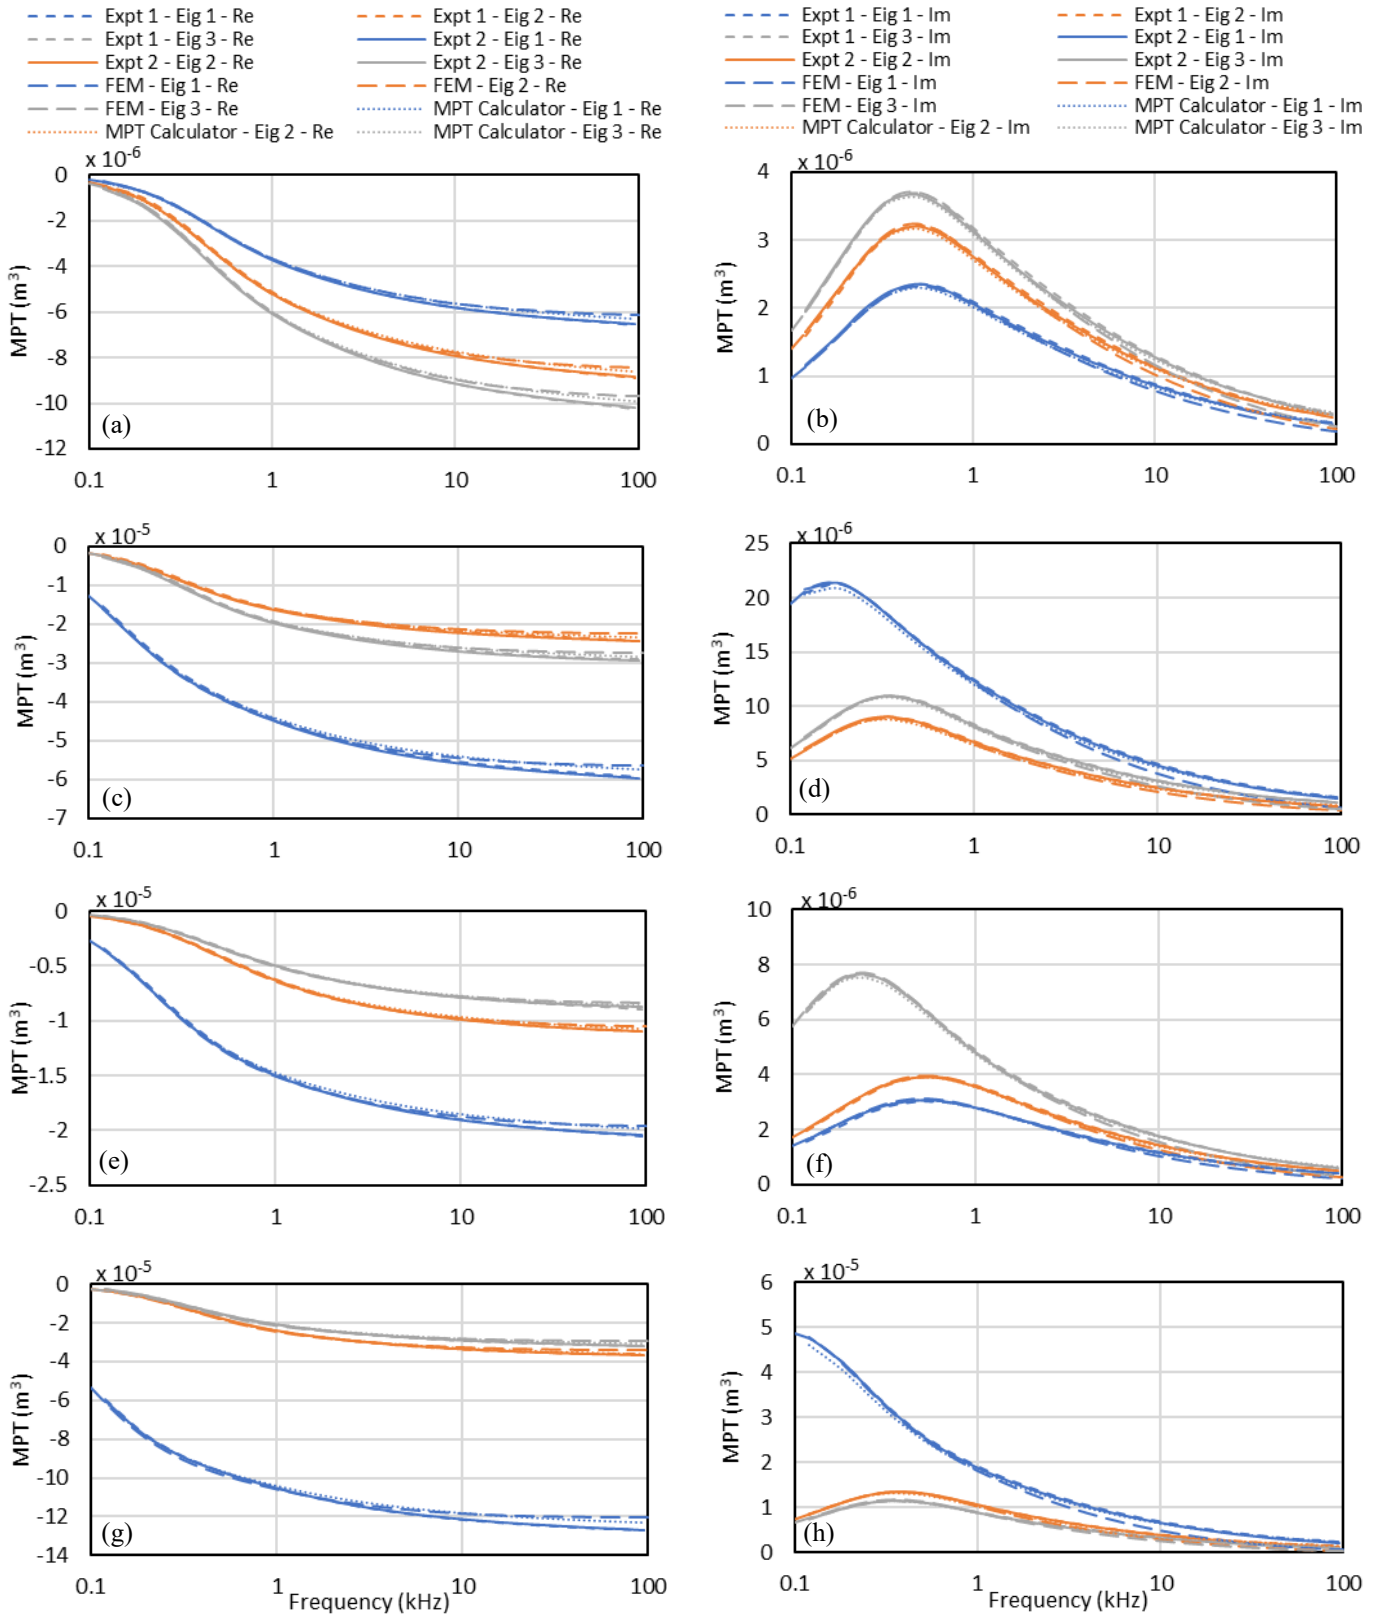 Expt 1 - Eig 1 - Re
Expt 1 - Eig 2 - Re
Expt 1 - Eig 3 - Re
Expt 2 - Eig 1 - Re
Expt 2 - Eig 2 - Re
Expt 2 - Eig 3 - Re
FEM - Eig 1 - Re
FEM - Eig 2 - Re
FEM - Eig 3 - Re
MPT Calculator - Eig 1 - Re
MPT Calculator - Eig 2 - Re
MPT Calculator - Eig 3 - Re
Expt 1 - Eig 1 - Im
Expt 1 - Eig 2 - Im
Expt 1 - Eig 3 - Im
Expt 2 - Eig 1 - Im
Expt 2 - Eig 2 - Im
Expt 2 - Eig 3 - Im
FEM - Eig 1 - Im
FEM - Eig 2 - Im
FEM - Eig 3 - Im
MPT Calculator - Eig 1 - Im
MPT Calculator - Eig 2 - Im
MPT Calculator - Eig 3 - Im
x 10⁻⁶
0
-2
-4
-6
-8
-10
-12
MPT (m³)
(a)
0.1 1 10 100
x 10⁻⁶
4
3
2
1
0
MPT (m³)
(b)
0.1 1 10 100
x 10⁻⁵
0
-1
-2
-3
-4
-5
-6
-7
MPT (m³)
(c)
0.1 1 10 100
x 10⁻⁶
25
20
15
10
5
0
MPT (m³)
(d)
0.1 1 10 100
x 10⁻⁵
0
-0.5
-1
-1.5
-2
-2.5
MPT (m³)
(e)
0.1 1 10 100
x 10⁻⁶
10
8
6
4
2
0
MPT (m³)
(f)
0.1 1 10 100
x 10⁻⁵
0
-2
-4
-6
-8
-10
-12
-14
MPT (m³)
(g)
0.1 1 10 100
Frequency (kHz)
x 10⁻⁵
6
5
4
3
2
1
0
MPT (m³)
(h)
0.1 1 10 100
Frequency (kHz)